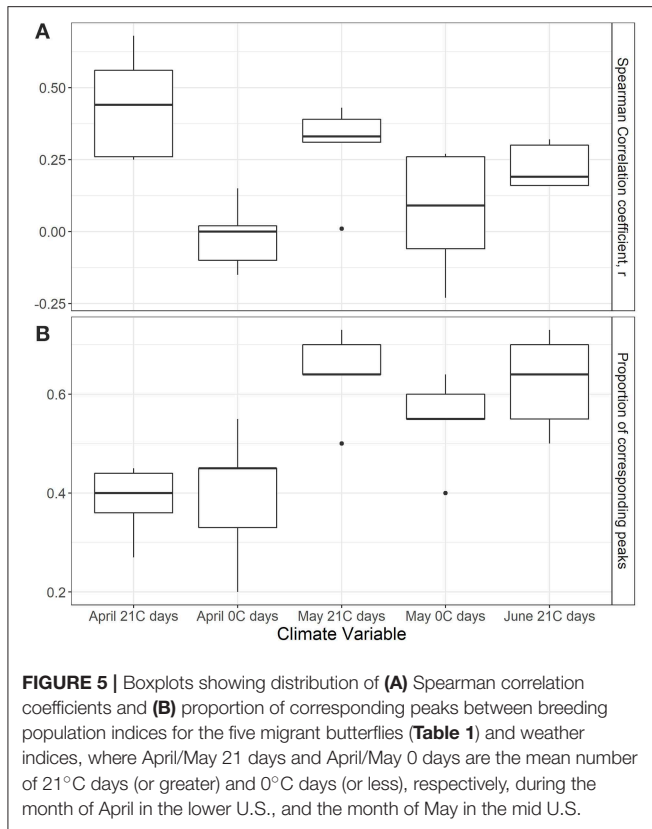 A
Spearman Correlation coefficient, r
0.50
0.25
0.00
-0.25
B
Proportion of corresponding peaks
0.6
0.4
0.2
April 21C days April 0C days May 21C days May 0C days June 21C days
Climate Variable
FIGURE 5 | Boxplots showing distribution of (A) Spearman correlation
coefficients and (B) proportion of corresponding peaks between breeding
population indices for the five migrant butterflies (Table 1) and weather
indices, where April/May 21 days and April/May 0 days are the mean number
of 21°C days (or greater) and 0°C days (or less), respectively, during the
month of April in the lower U.S., and the month of May in the mid U.S.